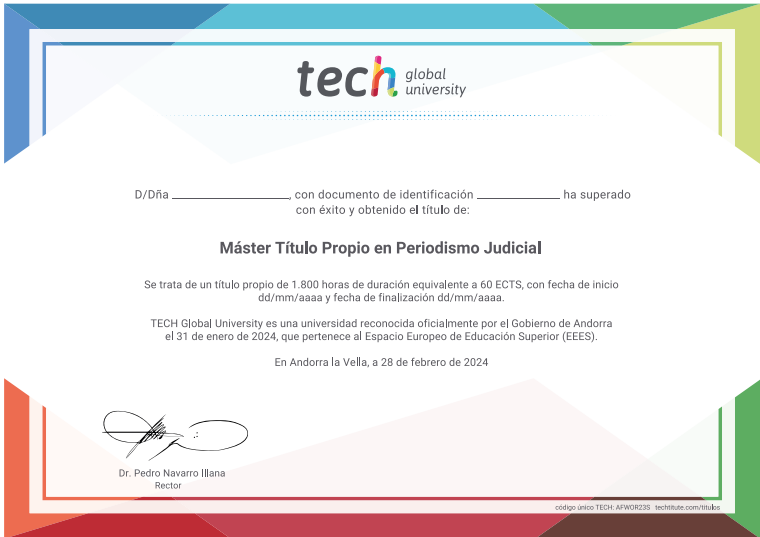 tech global university
D/Dña ______________, con documento de identificación __________ ha superado
con éxito y obtenido el título de:
Máster Título Propio en Periodismo Judicial
Se trata de un título propio de 1.800 horas de duración equivalente a 60 ECTS, con fecha de inicio
dd/mm/aaaa y fecha de finalización dd/mm/aaaa.
TECH Global University es una universidad reconocida oficialmente por el Gobierno de Andorra
el 31 de enero de 2024, que pertenece al Espacio Europeo de Educación Superior (EEES).
En Andorra la Vella, a 28 de febrero de 2024
Dr. Pedro Navarro Illana
Rector
código único TECH: AFWOR23S techtitute.com/titulos